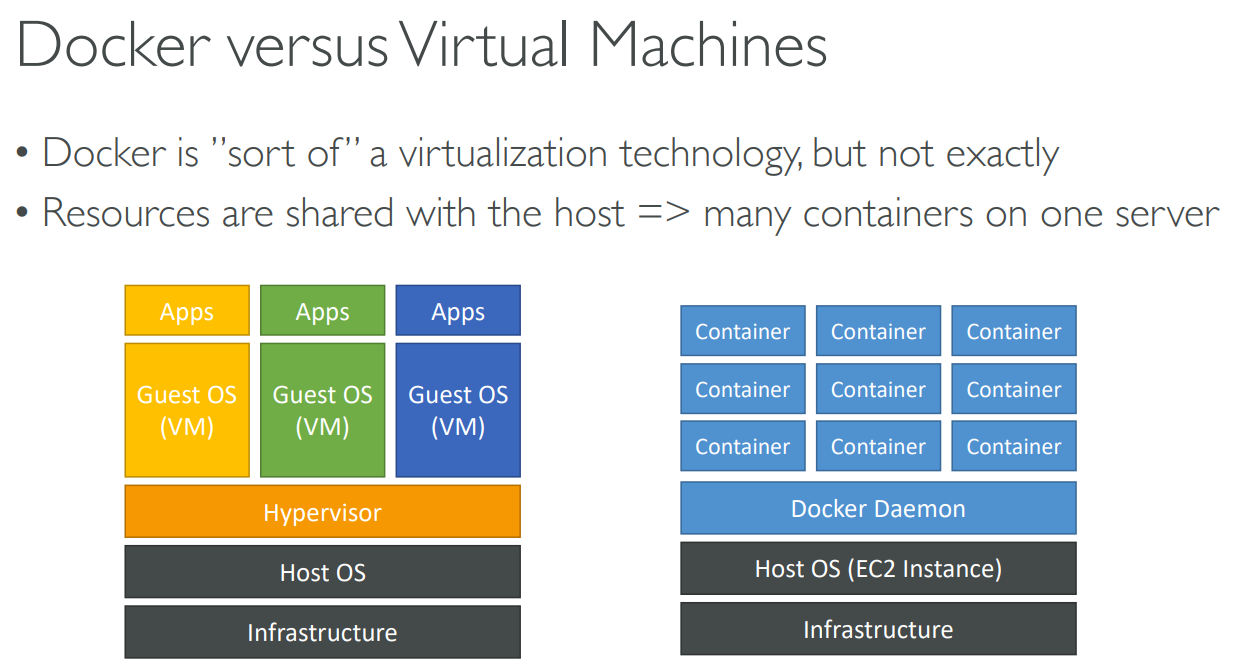 Docker versus Virtual Machines
• Docker is ”sort of” a virtualization technology, but not exactly
• Resources are shared with the host => many containers on one server
Apps Apps Apps
Guest OS Guest OS Guest OS
(VM) (VM) (VM)
Hypervisor
Host OS
Infrastructure
Container Container Container
Container Container Container
Container Container Container
Docker Daemon
Host OS (EC2 Instance)
Infrastructure